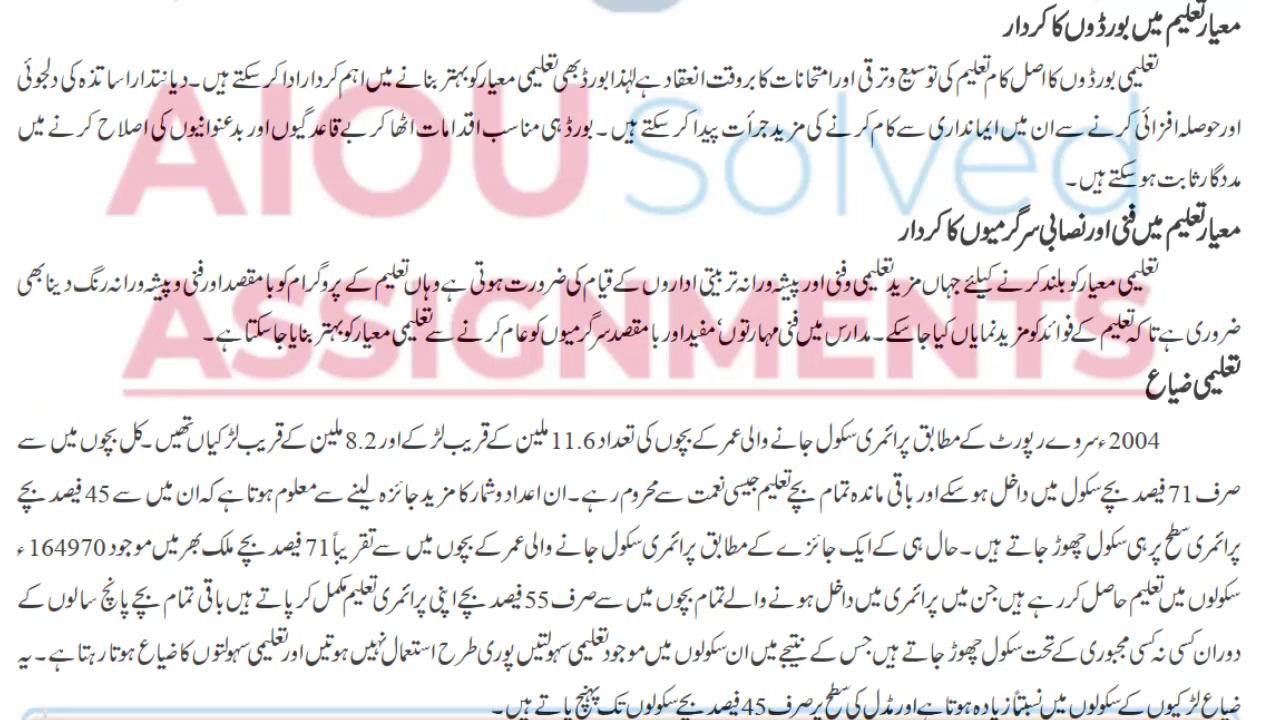 معیار تعلیم میں بورڈوں کا کردار
تعلیمی بورڈوں کا اصل کام تعلیم کی توسیع و ترقی اور امتحانات کا بروقت انعقاد ہے لہٰذا بورڈ بھی تعلیمی معیار کو بہتر بنانے میں اہم کردار ادا کر سکتے ہیں۔ دیانتدار اساتذہ کی دلجوئی
اور حوصلہ افزائی کرنے سے ان میں ایمانداری سے کام کرنے کی مزید جرأت پیدا کر سکتے ہیں۔ بورڈ ہی مناسب اقدامات اٹھا کر بے قاعدگیوں اور بدعنوانیوں کی اصلاح کرنے میں
مددگار ثابت ہو سکتے ہیں۔
معیار تعلیم میں فنی اور نصابی سرگرمیوں کا کردار
تعلیمی معیار کو بلند کرنے کیلئے جہاں مزید تعلیمی وفنی اور پیشہ ورانہ تربیتی اداروں کے قیام کی ضرورت ہوتی ہے وہاں تعلیم کے پروگرام کو با مقصد اور فنی و پیشہ ورانہ رنگ دینا بھی
ضروری ہے تاکہ تعلیم کے فوائد کو مزید نمایاں کیا جا سکے۔ مدارس میں فنی مہارتوں، مفید اور با مقصد سرگرمیوں کو عام کرنے سے تعلیمی معیار کو بہتر بنایا جا سکتا ہے۔
تعلیمی ضیاع
2004ء سروے رپورٹ کے مطابق پرائمری سکول جانے والی عمر کے بچوں کی تعداد 11.6 ملین کے قریب لڑکے اور 8.2 ملین کے قریب لڑکیاں تھیں۔ کل بچوں میں سے
صرف 71 فیصد بچے سکول میں داخل ہو سکے اور باقی ماندہ تمام بچے تعلیم جیسی نعمت سے محروم رہے۔ ان اعداد وشمار کا مزید جائزہ لینے سے معلوم ہوتا ہے کہ ان میں سے 45 فیصد بچے
پرائمری سطح پر ہی سکول چھوڑ جاتے ہیں۔ حال ہی کے ایک جائزے کے مطابق پرائمری سکول جانے والی عمر کے بچوں میں سے تقریباً 71 فیصد بچے ملک بھر میں موجود 164970ء
سکولوں میں تعلیم حاصل کر رہے ہیں جن میں پرائمری میں داخل ہونے والے تمام بچوں میں سے صرف 55 فیصد بچے اپنی پرائمری تعلیم مکمل کر پاتے ہیں باقی تمام بچے پانچ سالوں کے
دوران کسی نہ کسی مجبوری کے تحت سکول چھوڑ جاتے ہیں جس کے نتیجے میں ان سکولوں میں موجود تعلیمی سہولتیں پوری طرح استعمال نہیں ہوتیں اور تعلیمی سہولتوں کا ضیاع ہوتا رہتا ہے۔ یہ
ضیاع لڑکیوں کے سکولوں میں نسبتاً زیادہ ہوتا ہے اور مڈل کی سطح پر صرف 45 فیصد بچے سکولوں تک پہنچ پاتے ہیں۔
AIOU Solved
ASSIGNMENTS